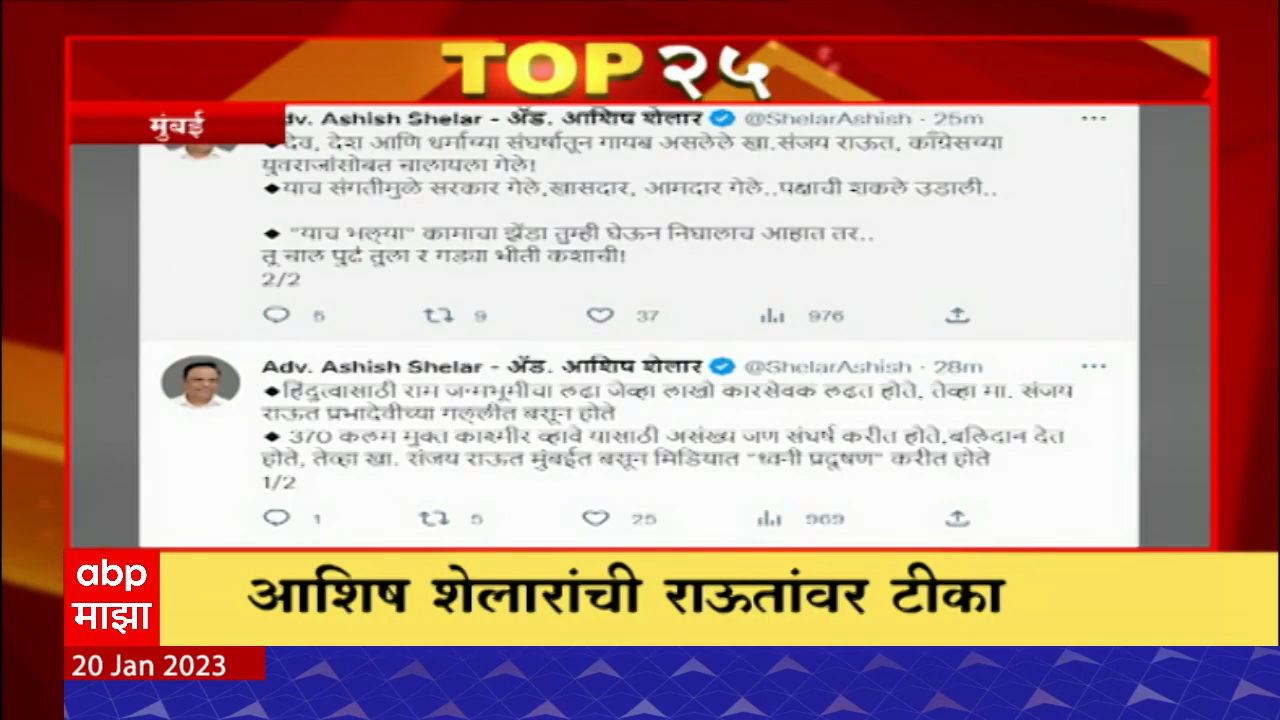 TOP २५
मुंबई
dv. Ashish Shelar - ॲड. आशिष शेलार @ShelarAshish · 25m
◆देव, देश आणि धर्माच्या संघर्षातून गायब असलेले खा.संजय राऊत, काँग्रेसच्या
युवराजांसोबत चालायला गेले!
◆याच संगतीमुळे सरकार गेले,खासदार, आमदार गेले..पक्षाची शकले उडाली..
◆ "याच भल्या" कामाचा झेंडा तुम्ही घेऊन निघालाच आहात तर..
तू चाल पुढे तुला र गड्या भीती कशाची!
2/2
5 9 37 976
Adv. Ashish Shelar - ॲड. आशिष शेलार @ShelarAshish · 28m
◆हिंदुत्वासाठी राम जन्मभूमीचा लढा जेव्हा लाखो कारसेवक लढत होते, तेव्हा मा. संजय
राऊत प्रभादेवीच्या गल्लीत बसून होते
◆ 370 कलम मुक्त काश्मीर व्हावे यासाठी असंख्य जण संघर्ष करीत होते,बलिदान देत
होते, तेव्हा खा. संजय राऊत मुंबईत बसून मिडियात "ध्वनी प्रदूषण" करीत होते
1/2
1 5 25 969
abp
माझा
आशिष शेलारांची राऊतांवर टीका
20 Jan 2023